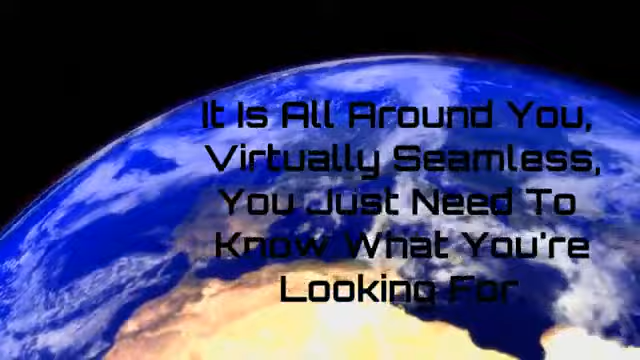 It Is All Around You,
Virtually Seamless,
You Just Need To
Know What You're
Looking For